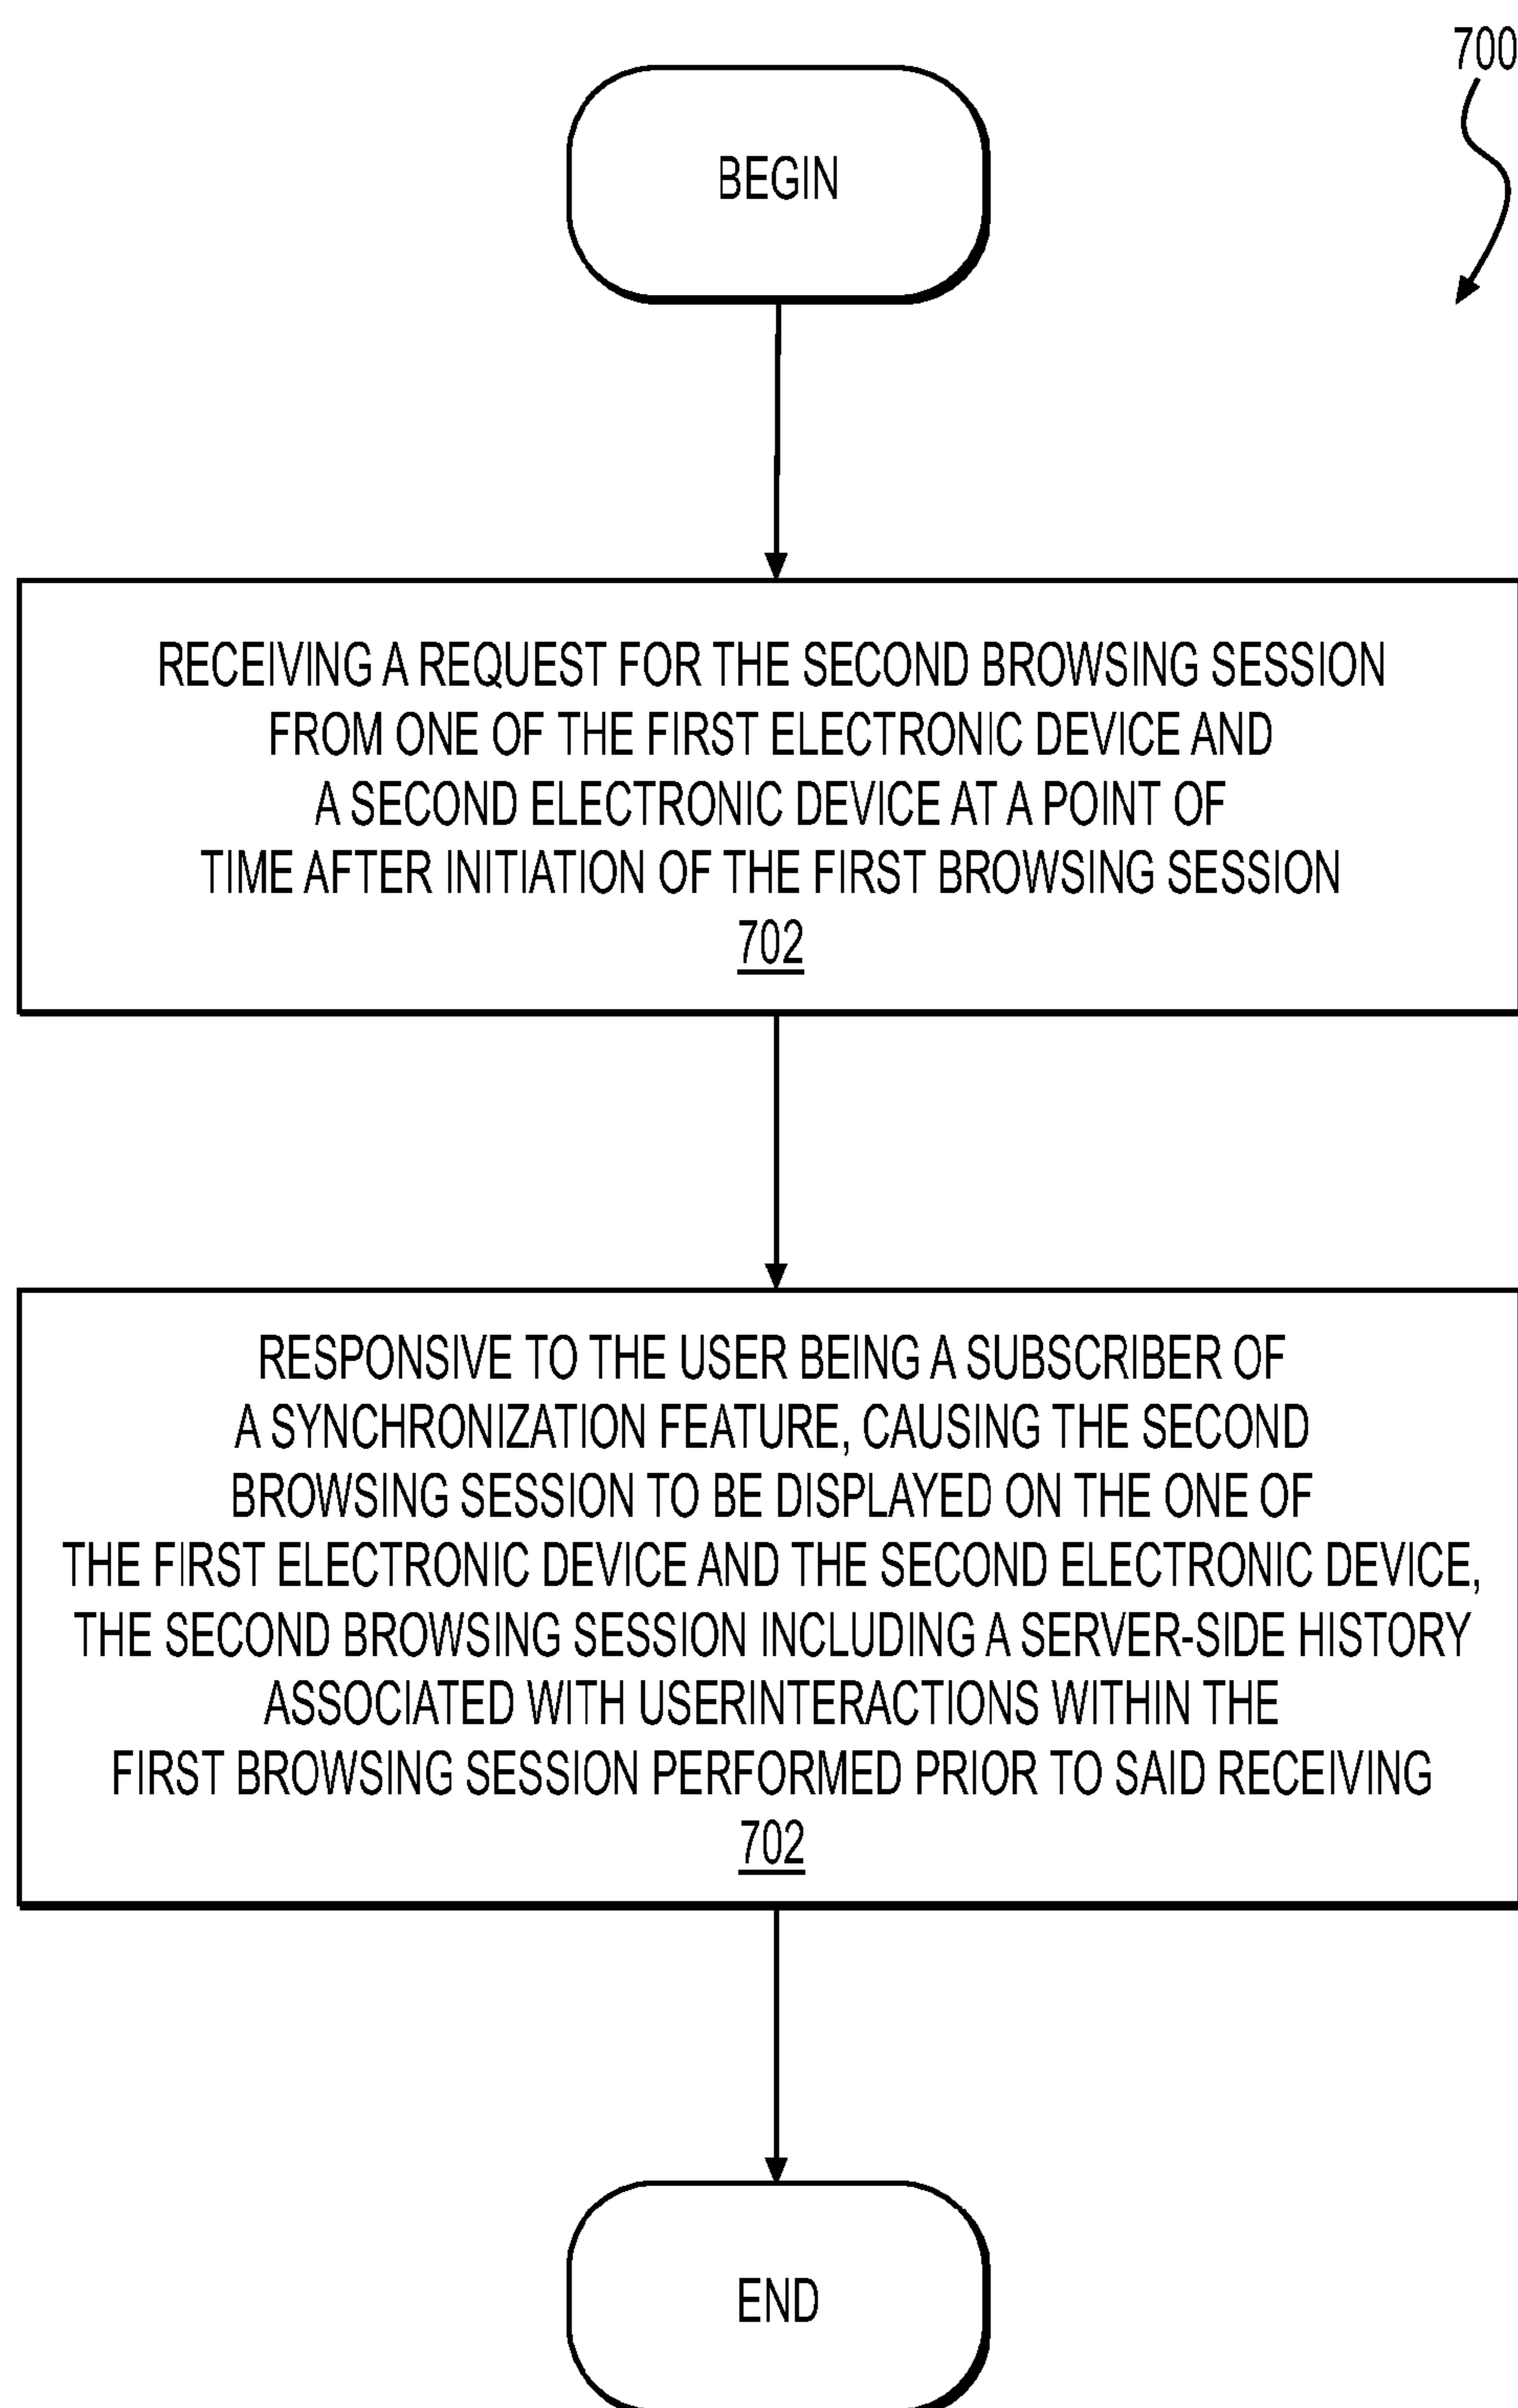 700
BEGIN
RECEIVING A REQUEST FOR THE SECOND BROWSING SESSION
FROM ONE OF THE FIRST ELECTRONIC DEVICE AND
A SECOND ELECTRONIC DEVICE AT A POINT OF
TIME AFTER INITIATION OF THE FIRST BROWSING SESSION
702
RESPONSIVE TO THE USER BEING A SUBSCRIBER OF
A SYNCHRONIZATION FEATURE, CAUSING THE SECOND
BROWSING SESSION TO BE DISPLAYED ON THE ONE OF
THE FIRST ELECTRONIC DEVICE AND THE SECOND ELECTRONIC DEVICE,
THE SECOND BROWSING SESSION INCLUDING A SERVER-SIDE HISTORY
ASSOCIATED WITH USERINTERACTIONS WITHIN THE
FIRST BROWSING SESSION PERFORMED PRIOR TO SAID RECEIVING
702
END